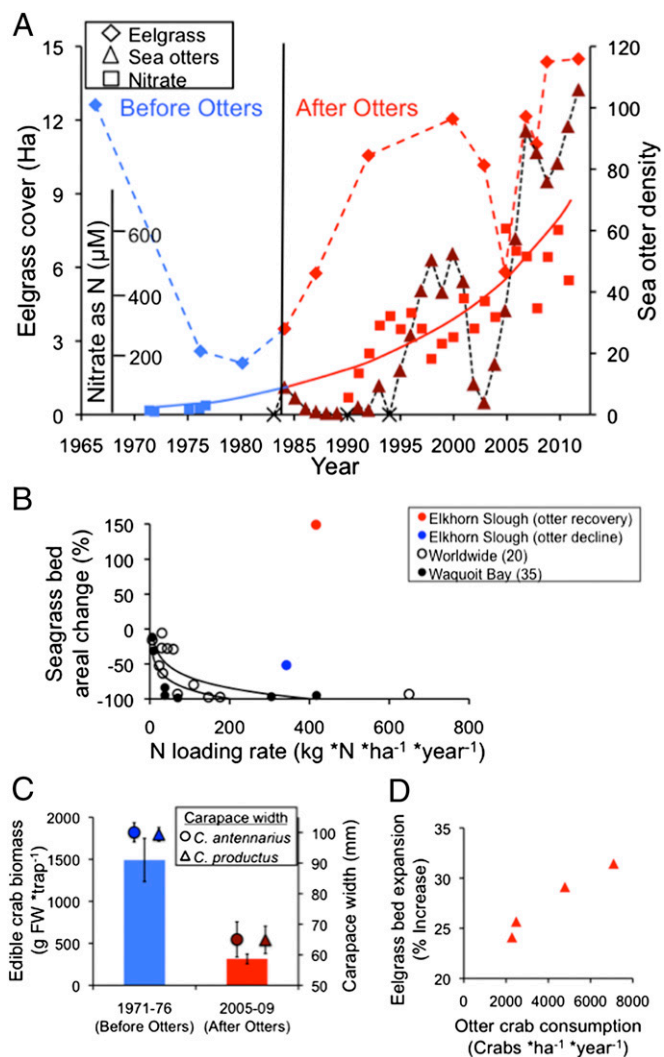 A
Eelgrass
Sea otters
Nitrate
Before Otters
After Otters
Eelgrass cover (Ha)
15
12
9
6
3
0
Nitrate as N (µM)
600
400
200
Sea otter density
120
100
80
60
40
20
0
1965 1970 1975 1980 1985 1990 1995 2000 2005 2010
Year
B
Seagrass bed
areal change (%)
150
100
50
0
-50
-100
0 200 400 600 800
N loading rate (kg *N *ha⁻¹ *year⁻¹)
Elkhorn Slough (otter recovery)
Elkhorn Slough (otter decline)
Worldwide (20)
Waquoit Bay (35)
C
Edible crab biomass
(g FW *trap⁻¹)
2000
1500
1000
500
0
Carapace width
C. antennarius
C. productus
Carapace width (mm)
100
90
80
70
60
50
1971-76
(Before Otters)
2005-09
(After Otters)
D
Eelgrass bed expansion
(% Increase)
35
30
25
20
0 2000 4000 6000 8000
Otter crab consumption
(Crabs *ha⁻¹ *year⁻¹)